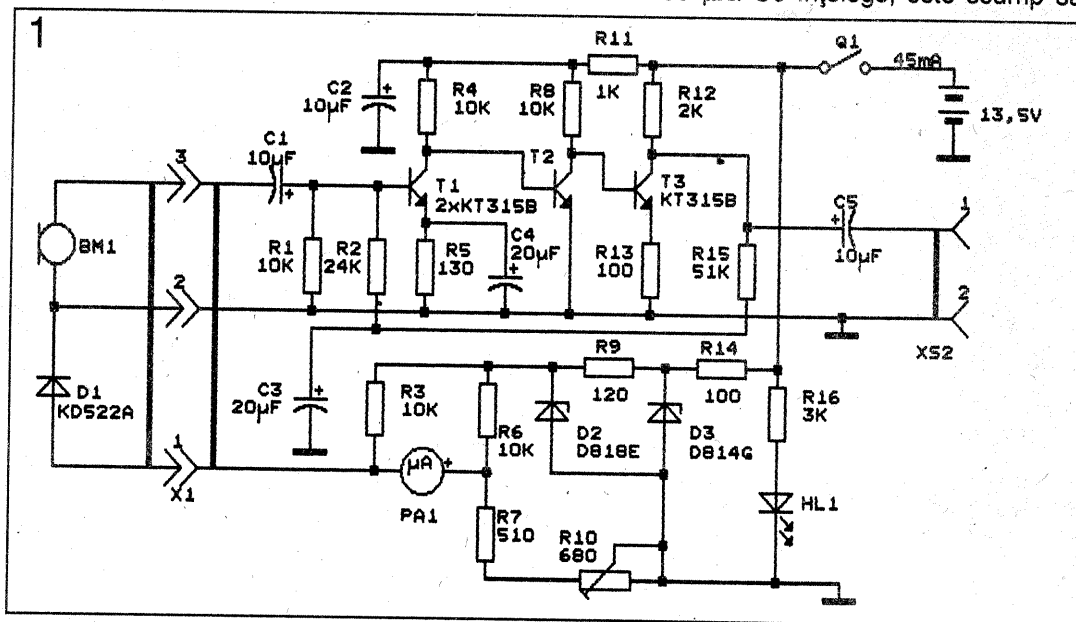 1
R11
1K
Q1
45mA
13,5V
C2
10µF
R4
10K
R8
10K
R12
2K
C1
10µF
3
T1
2xKT315B
T2
T3
KT315B
C5
10µF
1
BM1
R1
10K
R2
24K
R5
130
C4
20µF
R13
100
R15
51K
2
2
XS2
D1
KD522A
C3
20µF
R3
10K
R6
10K
R9
120
R14
100
R16
3K
D2
D818E
D3
D814G
1
X1
µA
+
PA1
R7
510
R10
680
HL1